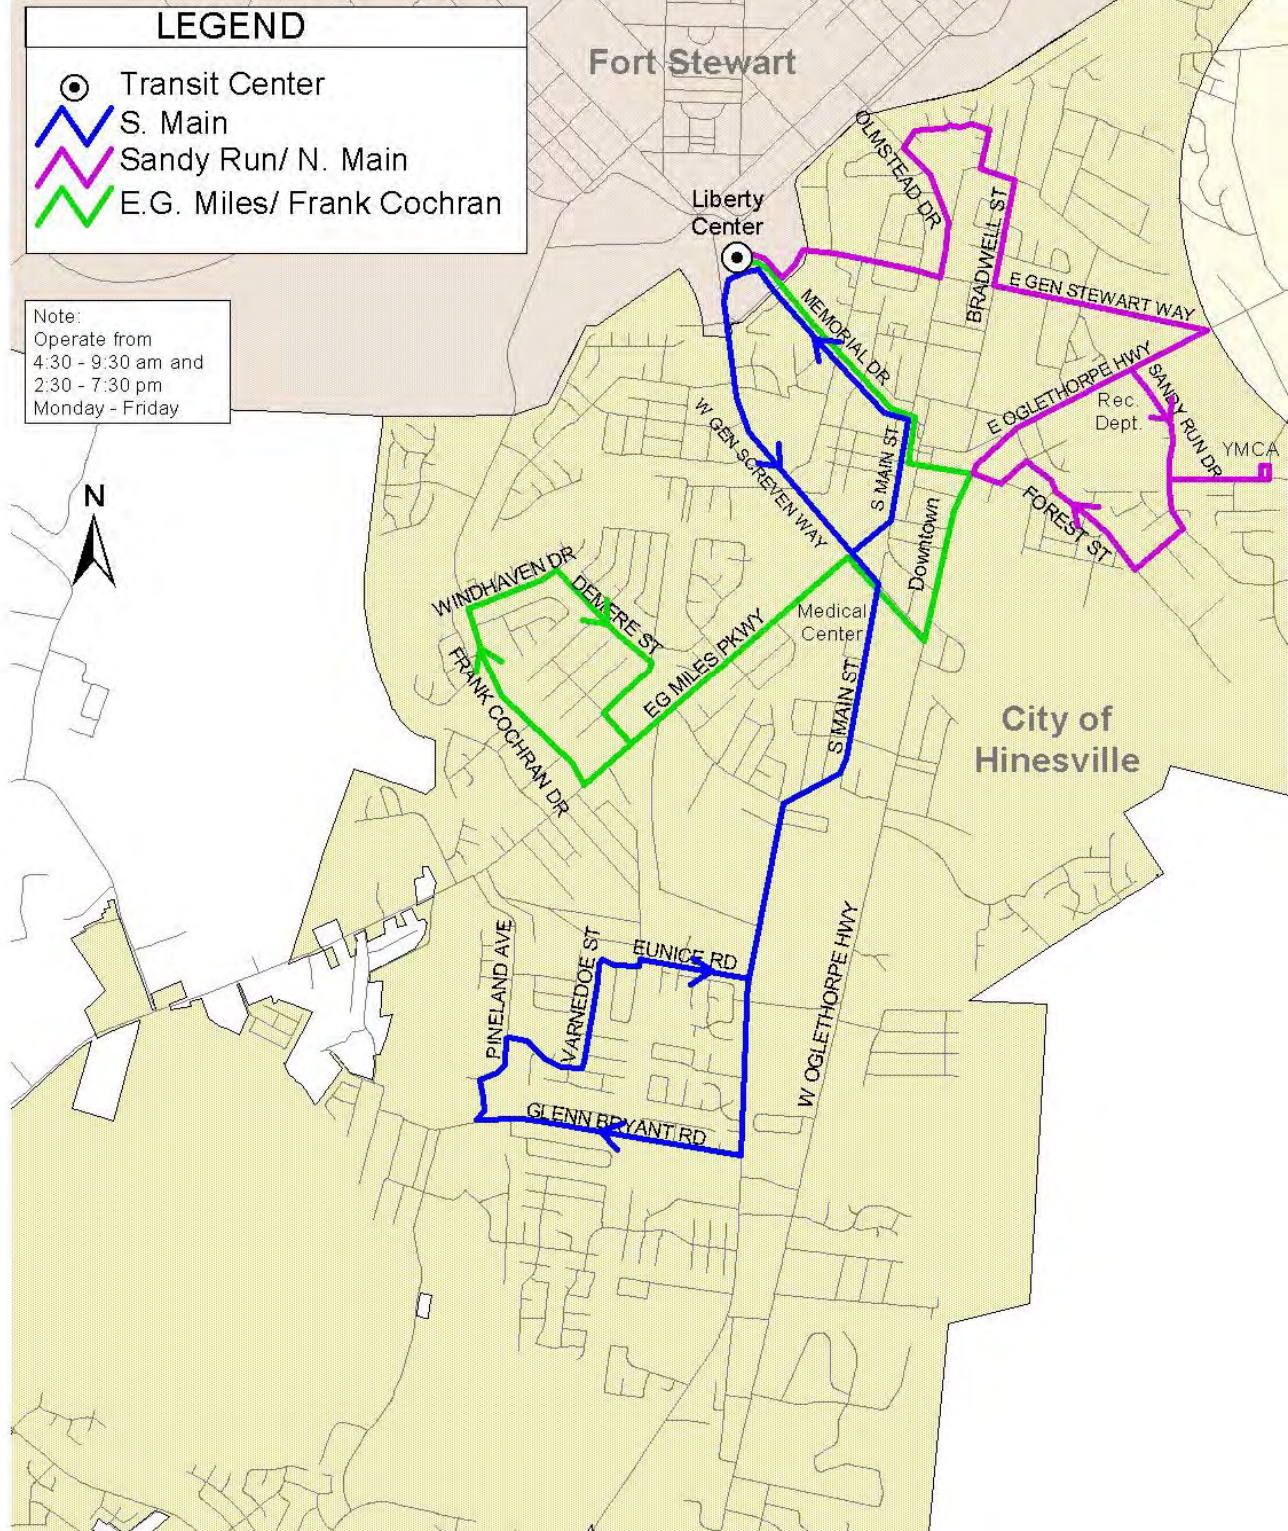 LEGEND
Transit Center
S. Main
Sandy Run/ N. Main
E.G. Miles/ Frank Cochran
Fort Stewart
Liberty
Center
Note:
Operate from
4:30 - 9:30 am and
2:30 - 7:30 pm
Monday - Friday
N
OLMSTEAD DR
BRADWELL ST
E GEN STEWART WAY
MEMORIAL DR
E OGLETHORPE HWY
SANDY RUN DR
Rec.
Dept.
YMCA
W GEN SCREVEN WAY
S MAIN ST
FOREST ST
Downtown
WINDHAVEN DR
DEMERE ST
Medical
Center
EG MILES PKWY
FRANK COCHRAN DR
S MAIN ST
City of
Hinesville
EUNICE RD
VARNEDOE ST
PINELAND AVE
W OGLETHORPE HWY
GLENN BRYANT RD